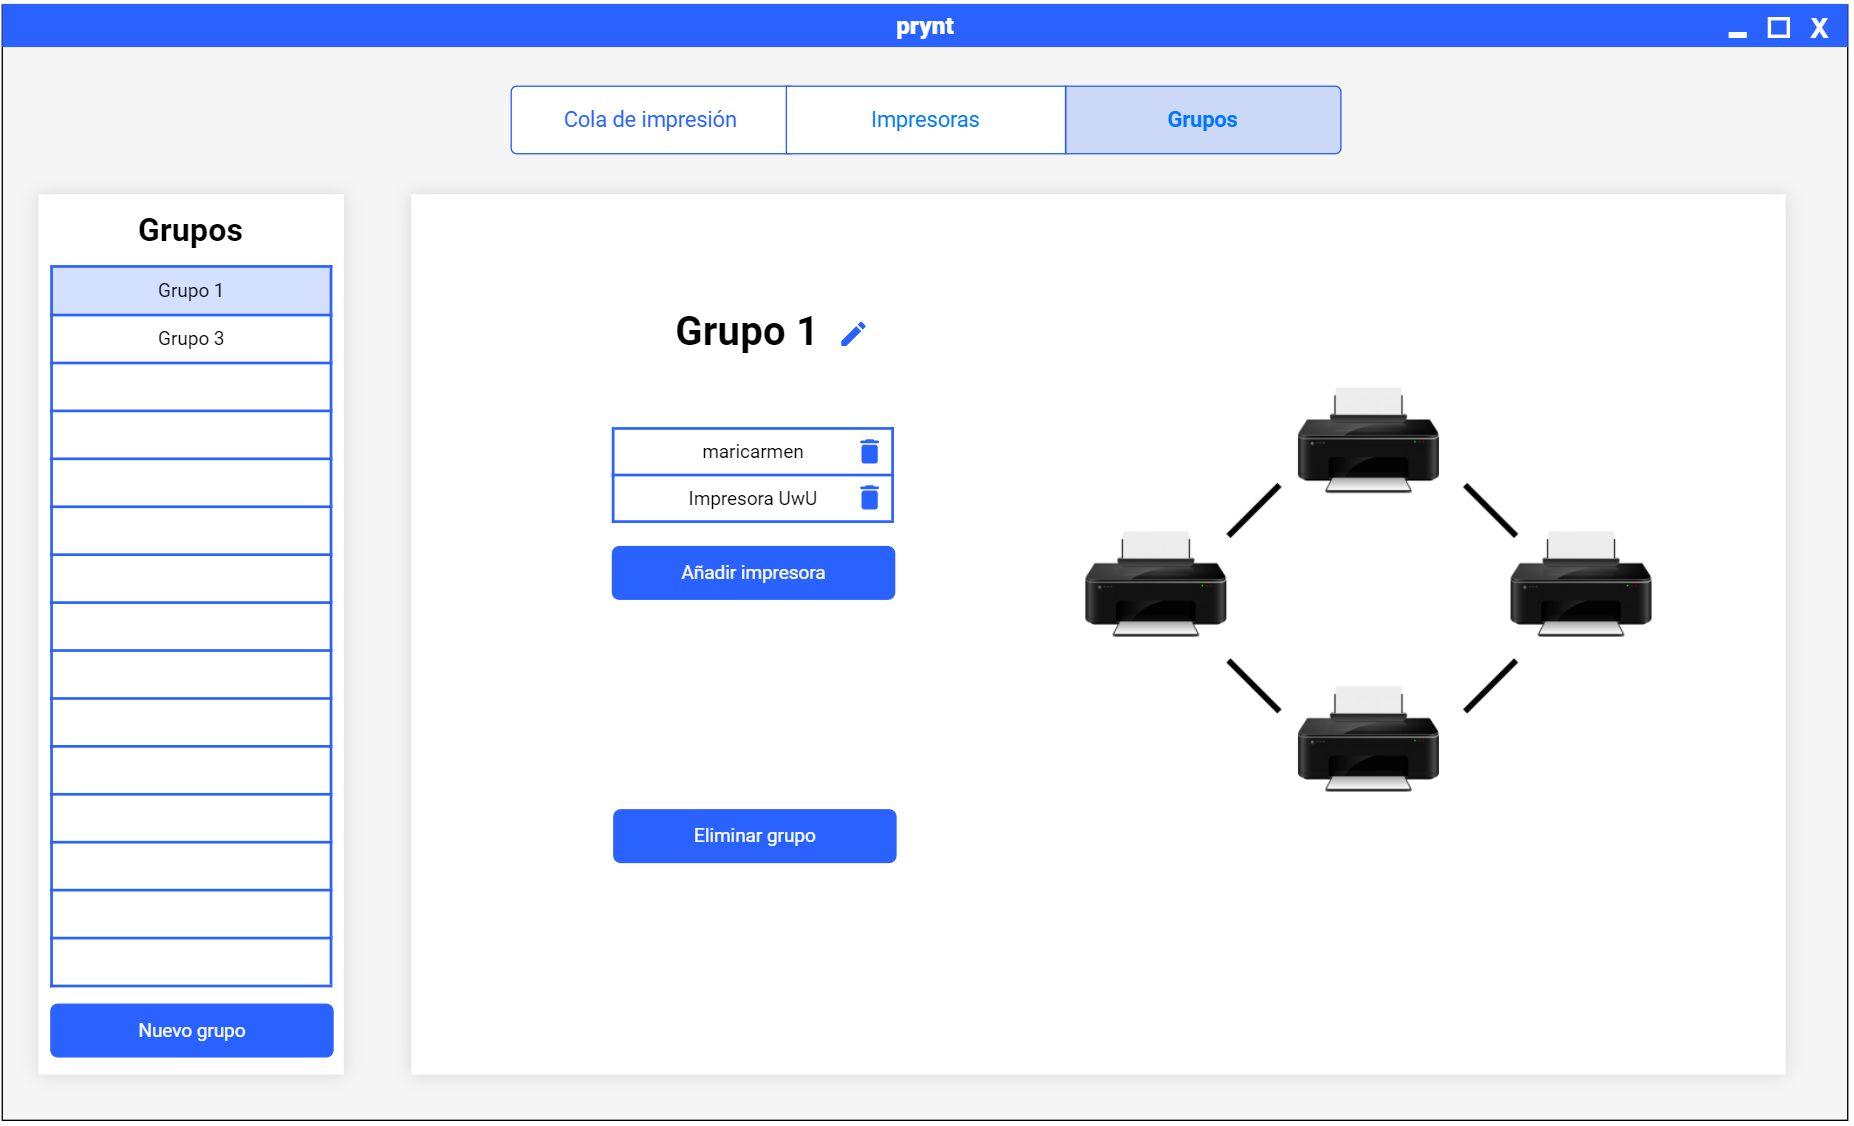 prynt
X
Cola de impresión
Impresoras
Grupos
Grupos
Grupo 1
Grupo 3
Nuevo grupo
Grupo 1
maricarmen
Impresora UwU
Añadir impresora
Eliminar grupo